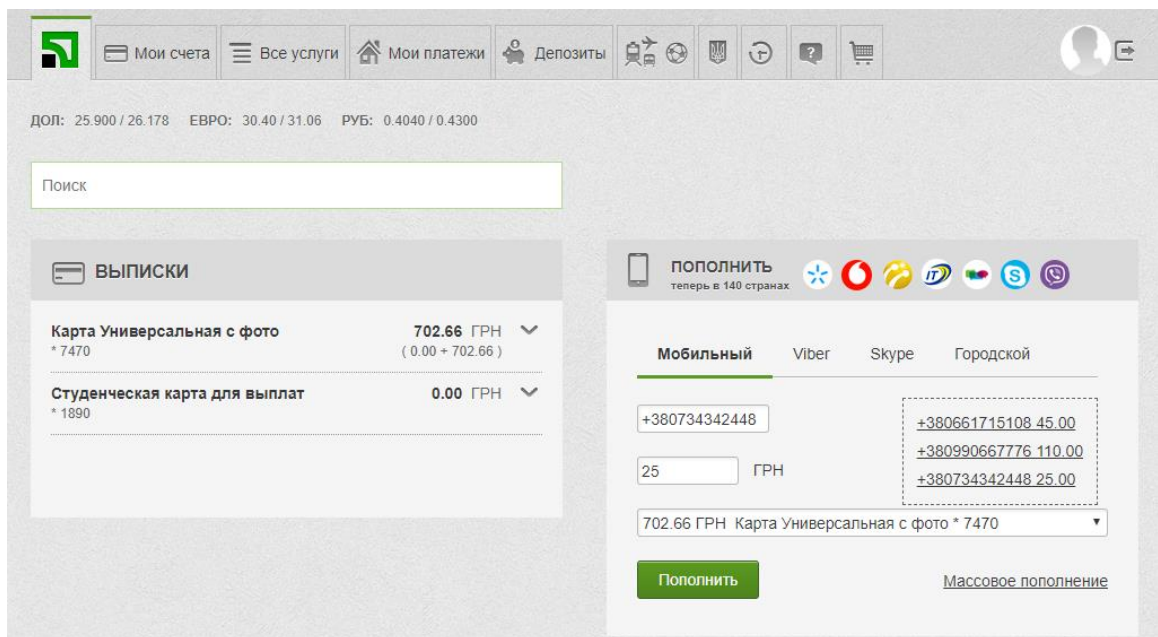 Мои счета
Все услуги
Мои платежи
Депозиты
ДОЛ: 25.900 / 26.178 ЕВРО: 30.40 / 31.06 РУБ: 0.4040 / 0.4300
Поиск
ВЫПИСКИ
Карта Универсальная с фото 702.66 ГРН
* 7470 ( 0.00 + 702.66 )
Студенческая карта для выплат 0.00 ГРН
* 1890
ПОПОЛНИТЬ
теперь в 140 странах
Мобильный Viber Skype Городской
+380734342448
+380661715108 45.00
+380990667776 110.00
25 ГРН
+380734342448 25.00
702.66 ГРН Карта Универсальная с фото * 7470
Пополнить
Массовое пополнение